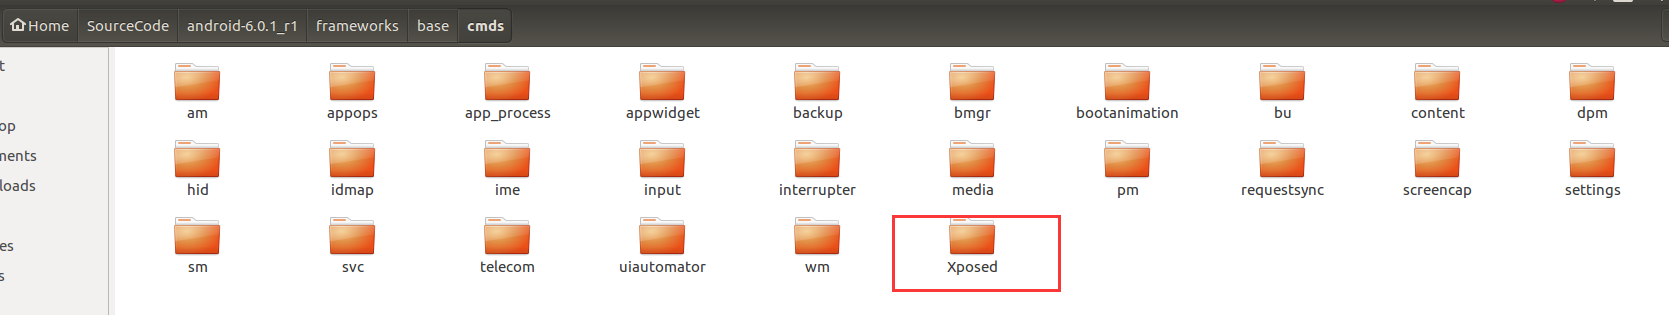 Home SourceCode android-6.0.1_r1 frameworks base cmds
t
am appops app_process appwidget backup bmgr bootanimation bu content dpm
op
ments
hid idmap ime input interrupter media pm requestsync screencap settings
loads
es
sm svc telecom uiautomator wm Xposed
s